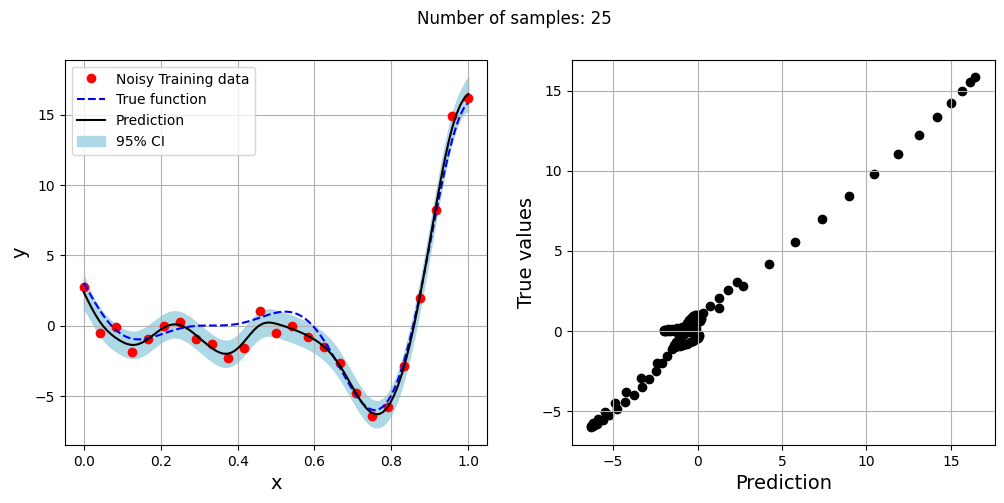 Number of samples: 25
Noisy Training data
True function
Prediction
95% CI
15
10
5
0
−5
y
0.0 0.2 0.4 0.6 0.8 1.0
x
15
10
5
0
−5
True values
−5 0 5 10 15
Prediction